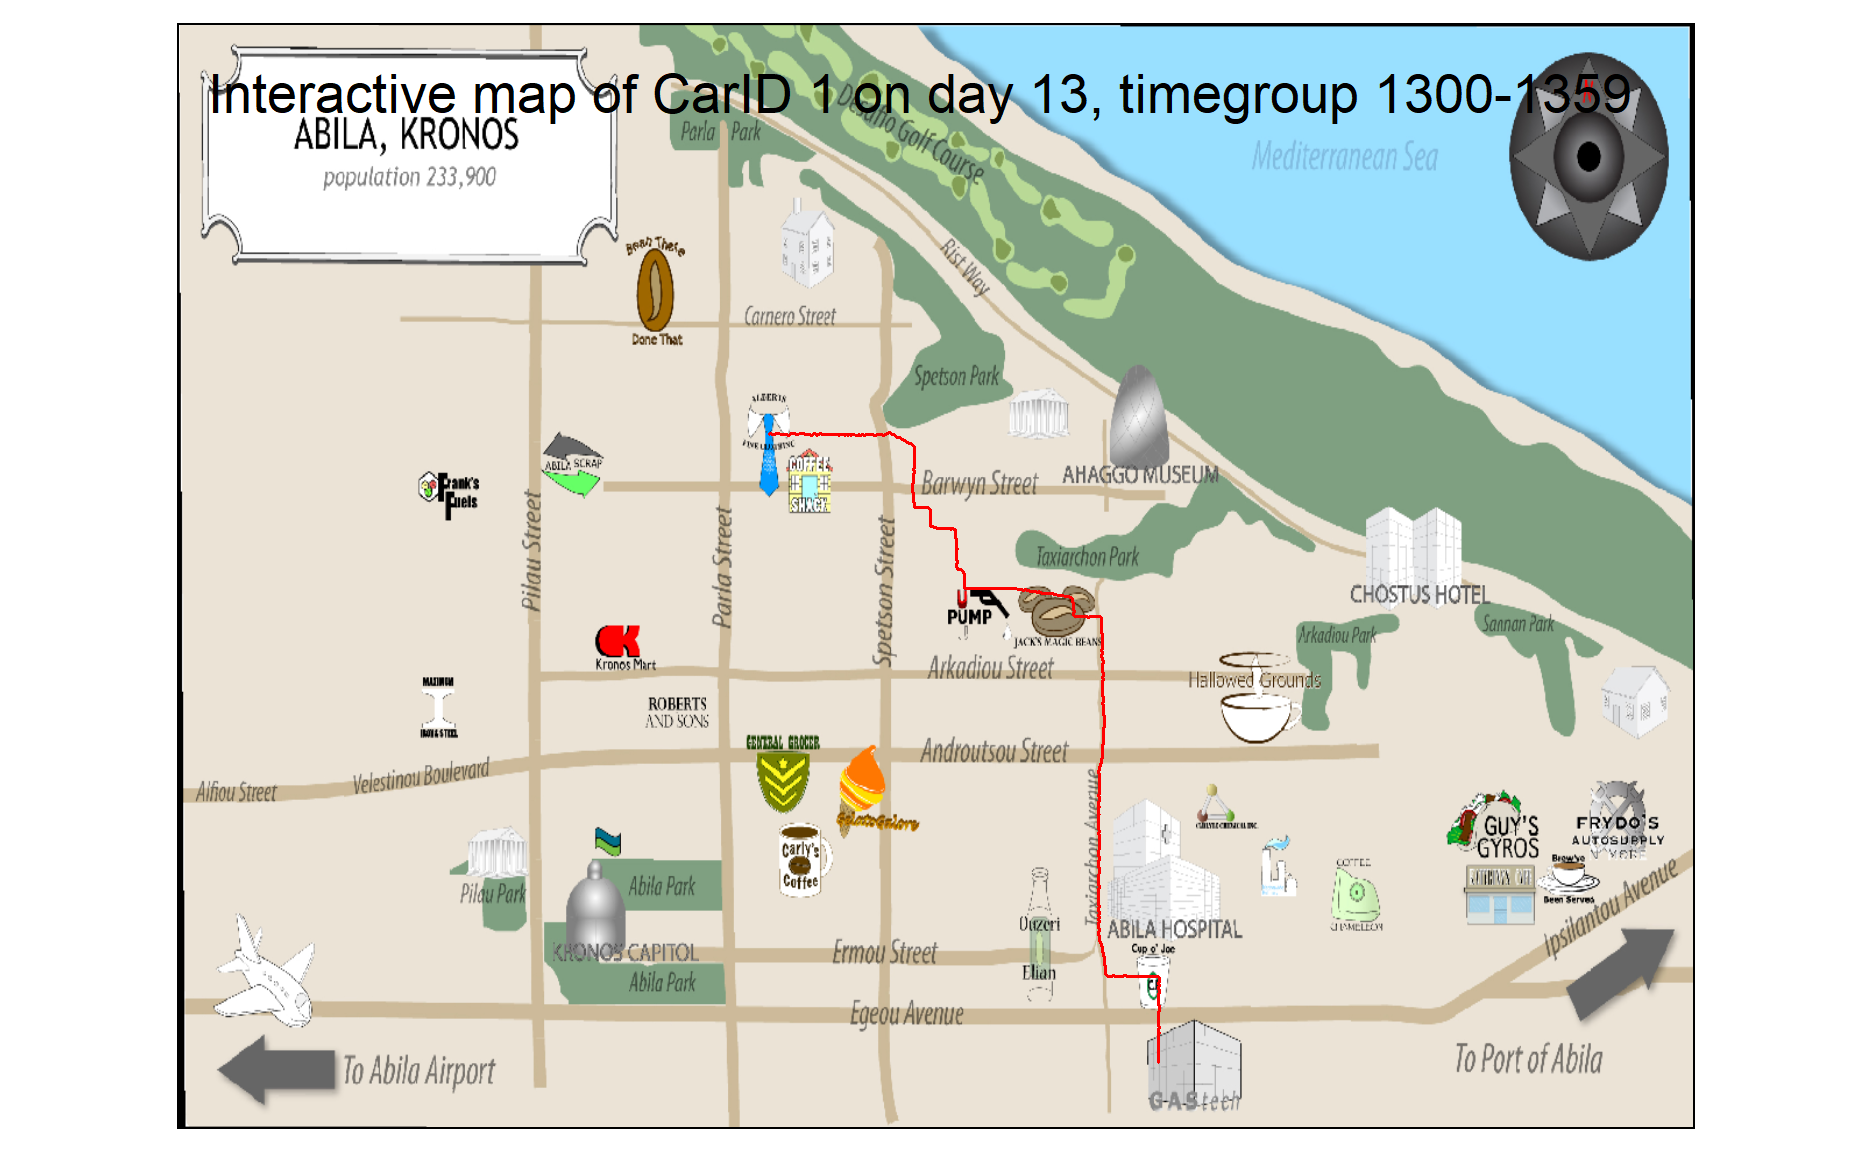 Interactive map of CarID 1 on day 13, timegroup 1300-1359
ABILA, KRONOS
population 233,900
Parla Park
Desafio Golf Course
Mediterranean Sea
Bean There
Done That
Rist Way
Carnero Street
Spetson Park
ALBERTS
FINE CLOTHING
ABILA SCRAP
COFFEE
SHACK
Barwyn Street
AHAGGO MUSEUM
Frank's
Fuels
Pilau Street
Parla Street
Spetson Street
Taxiarchon Park
CHOSTUS HOTEL
PUMP
JACK'S MAGIC BEANS
Arkadiou Park
Sannan Park
Kronos Mart
Arkadiou Street
Hallowed Grounds
MAXIMUM
IRON & STEEL
ROBERTS
AND SONS
GENERAL GROCER
Androutsou Street
Alfiou Street
Velestinou Boulevard
GelatoGalore
Taxiarchon Avenue
CARLYLE CHEMICAL INC.
GUY'S
GYROS
FRYDO'S
AUTOSUPPLY
N' MORE
Carly's
Coffee
Pilau Park
Abila Park
COFFEE
CHAMELEON
Brew've
Been Served
Ouzeri
Elian
ABILA HOSPITAL
Cup o' Joe
KRONOS CAPITOL
Ermou Street
Abila Park
Ipsilantou Avenue
Egeou Avenue
To Abila Airport
To Port of Abila
GAStech